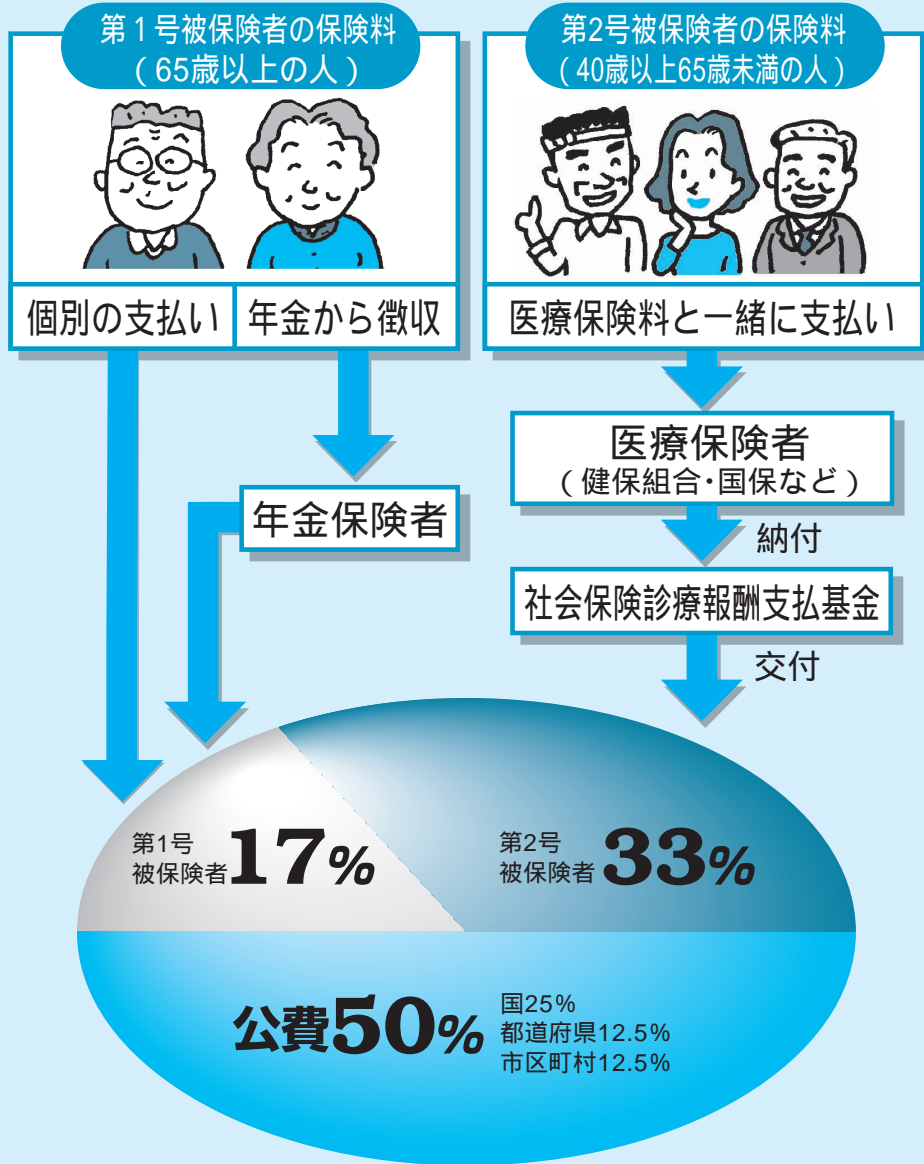 第1号被保険者の保険料
(65歳以上の人)
第2号被保険者の保険料
(40歳以上65歳未満の人)
個別の支払い
年金から徴収
医療保険料と一緒に支払い
医療保険者
(健保組合・国保など)
年金保険者
納付
社会保険診療報酬支払基金
交付
第1号
被保険者17%
第2号
被保険者33%
公費50%
国25%
都道府県12.5%
市区町村12.5%